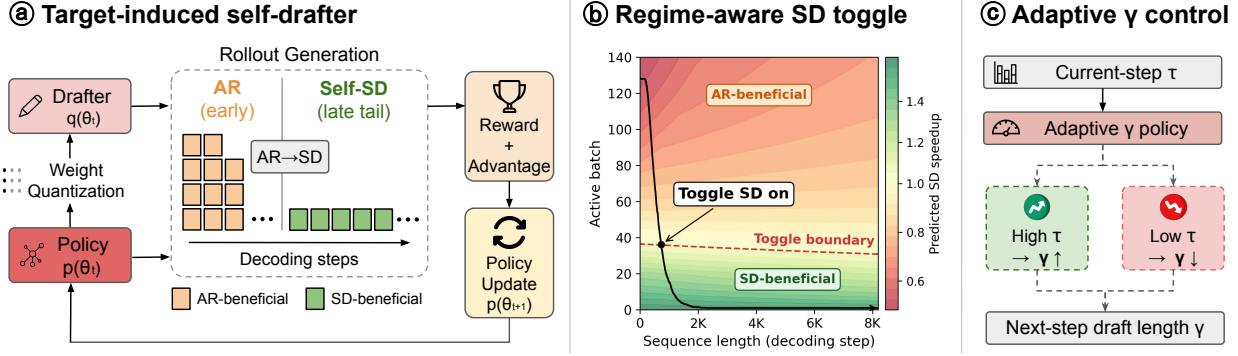 ⓐ Target-induced self-drafter
Rollout Generation
AR
(early)
Self-SD
(late tail)
AR→SD
Decoding steps
AR-beneficial
SD-beneficial
Drafter
q(θₜ)
Weight
Quantization
Policy
p(θₜ)
Reward
+
Advantage
Policy
Update
p(θₜ₊₁)
ⓑ Regime-aware SD toggle
Active batch
140
120
100
80
60
40
20
0
0
2K
4K
6K
8K
Sequence length (decoding step)
AR-beneficial
Toggle SD on
Toggle boundary
SD-beneficial
1.4
1.2
1.0
0.8
0.6
Predicted SD speedup
ⓒ Adaptive γ control
Current-step τ
Adaptive γ policy
High τ
→ γ ↑
Low τ
→ γ ↓
Next-step draft length γ